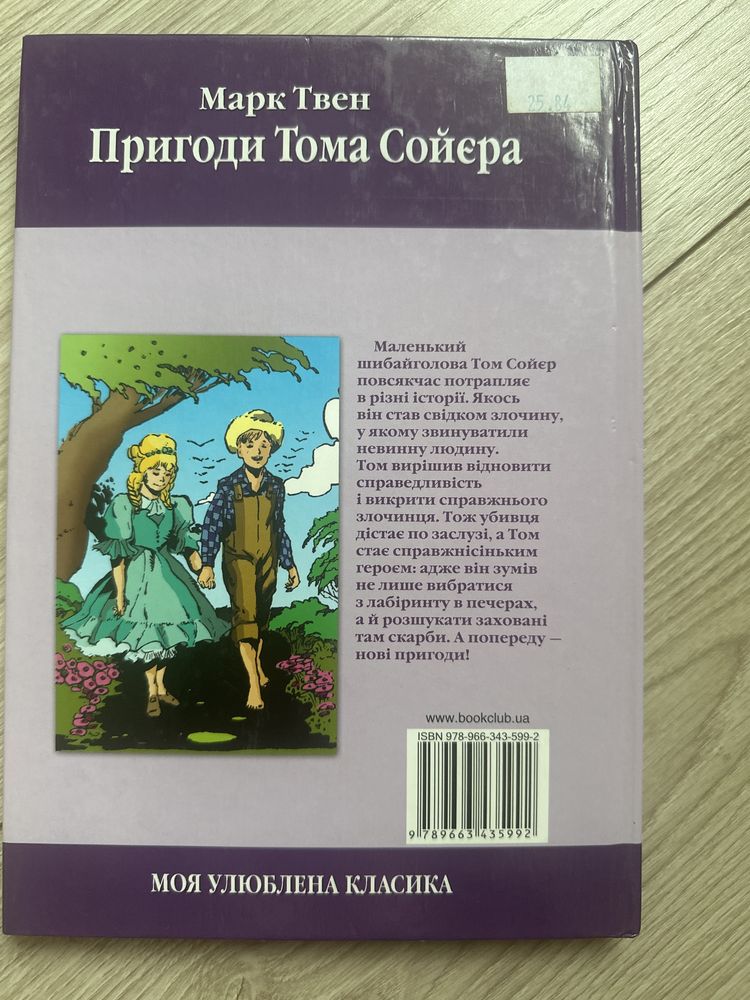 Марк Твен
25.84
Пригоди Тома Сойєра
Маленький
шибайголова Том Сойєр
повсякчас потрапляє
в різні історії. Якось
він став свідком злочину,
у якому звинуватили
невинну людину.
Том вирішив відновити
справедливість
і викрити справжнього
злочинця. Тож убивця
дістає по заслузі, а Том
стає справжнісіньким
героєм: адже він зумів
не лише вибратися
з лабіринту в печерах,
а й розшукати заховані
там скарби. А попереду —
нові пригоди!
www.bookclub.ua
ISBN 978-966-343-599-2
9 789663 435992
МОЯ УЛЮБЛЕНА КЛАСИКА